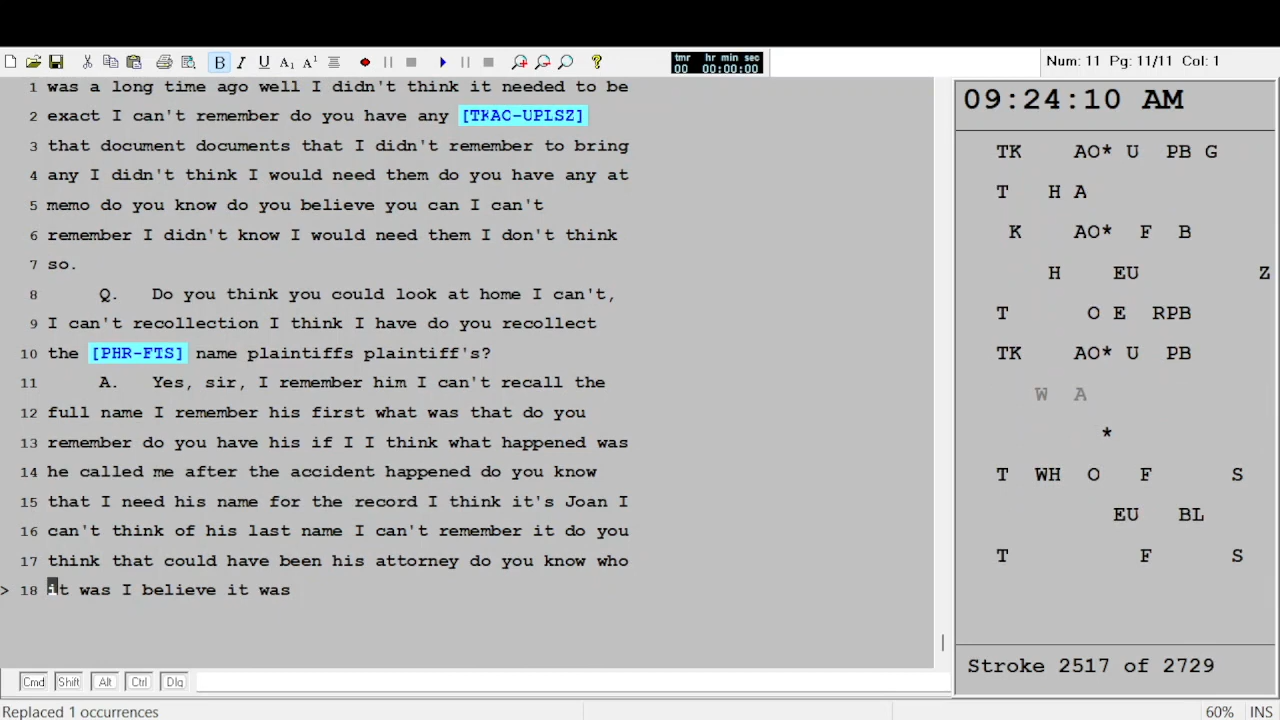 B I U A₁ A¹
tmr hr min sec
00 00:00:00
Num: 11 Pg: 11/11 Col: 1
1 was a long time ago well I didn't think it needed to be
2 exact I can't remember do you have any [TKAC-UPLSZ]
3 that document documents that I didn't remember to bring
4 any I didn't think I would need them do you have any at
5 memo do you know do you believe you can I can't
6 remember I didn't know I would need them I don't think
7 so.
8 Q. Do you think you could look at home I can't,
9 I can't recollection I think I have do you recollect
10 the [PHR-FTS] name plaintiffs plaintiff's?
11 A. Yes, sir, I remember him I can't recall the
12 full name I remember his first what was that do you
13 remember do you have his if I I think what happened was
14 he called me after the accident happened do you know
15 that I need his name for the record I think it's Joan I
16 can't think of his last name I can't remember it do you
17 think that could have been his attorney do you know who
> 18 it was I believe it was
09:24:10 AM
TK AO* U PB G
T H A
K AO* F B
H EU Z
T O E RPB
TK AO* U PB
W A
*
T WH O F S
EU BL
T F S
Stroke 2517 of 2729
Cmd Shift Alt Ctrl Dlg
Replaced 1 occurrences
60% INS